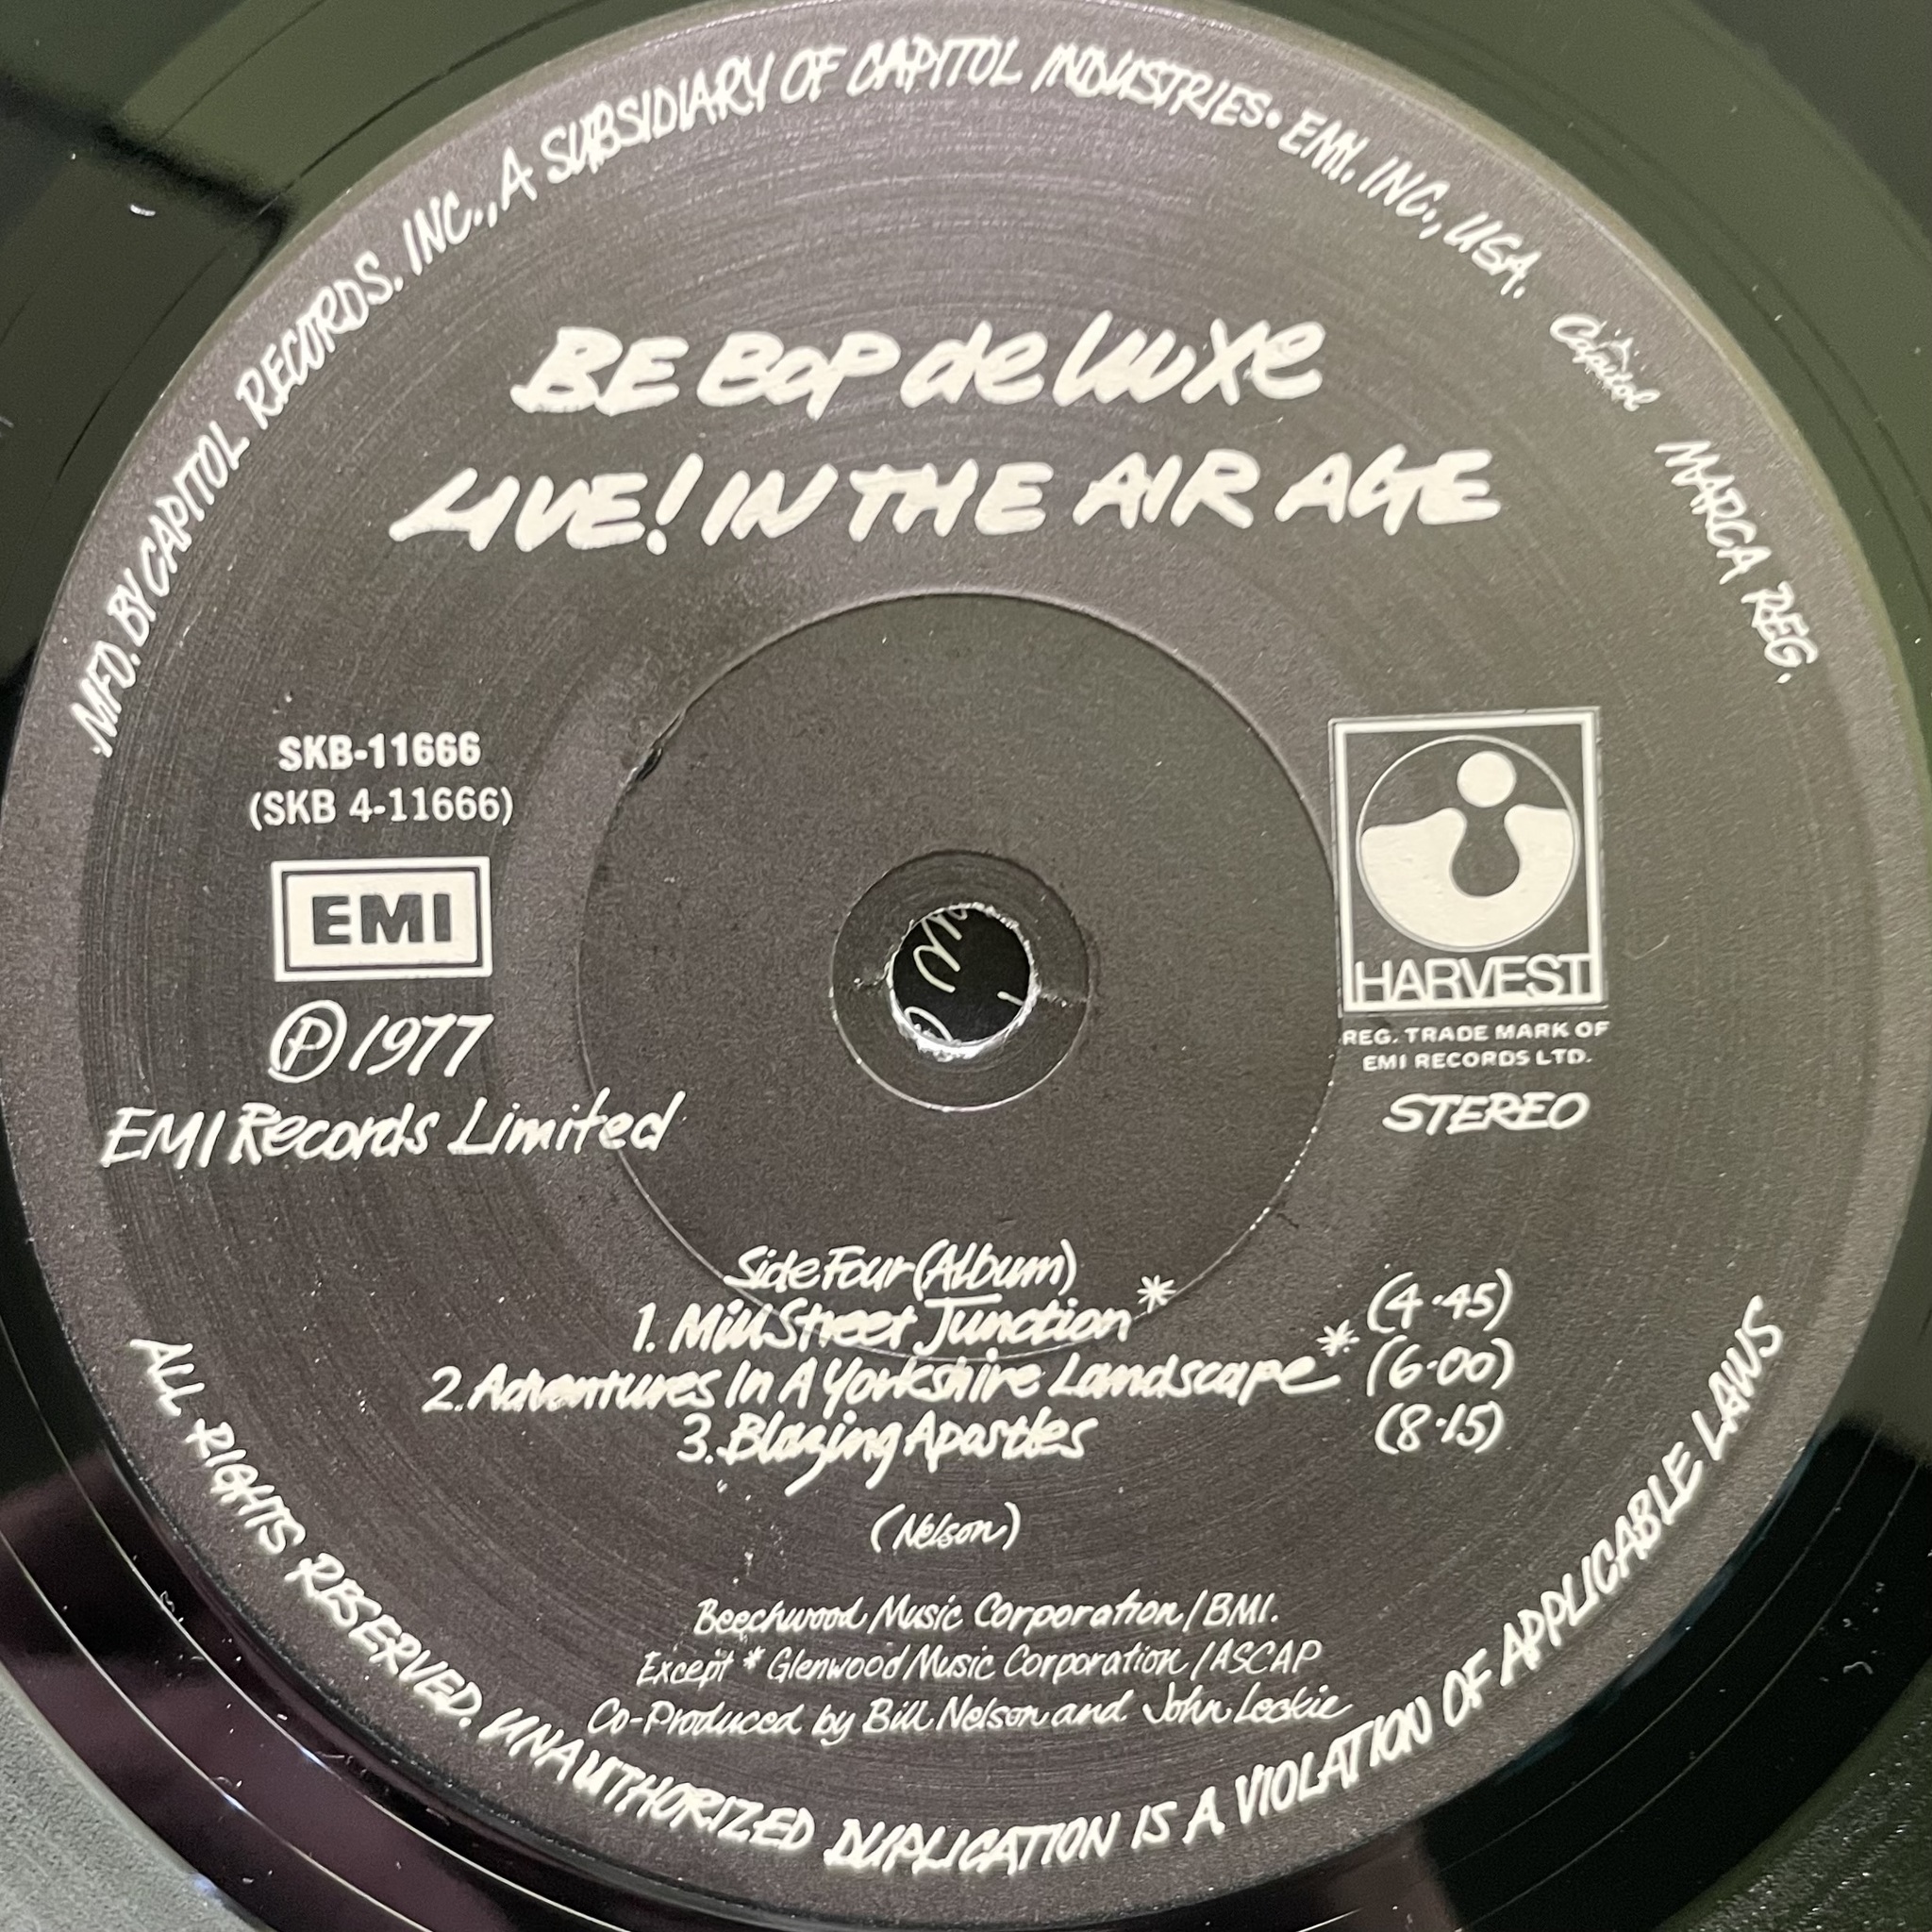 MFD. BY CAPITOL RECORDS. INC., A SUBSIDIARY OF CAPITOL INDUSTRIES • EMI. INC., USA. Capitol MARCA REG.
BE BOP de luxe
LIVE! IN THE AIR AGE
SKB-11666
(SKB 4-11666)
EMI
Ⓟ 1977
EMI Records Limited
HARVEST
REG. TRADE MARK OF
EMI RECORDS LTD.
STEREO
Side Four (Album)
1. Mill Street Junction* (4·45)
2. Adventures In A Yorkshire Landscape* (6·00)
3. Blazing Apostles (8·15)
(Nelson)
Beechwood Music Corporation/BMI.
Except * Glenwood Music Corporation/ASCAP
Co-Produced by Bill Nelson and John Leckie
ALL RIGHTS RESERVED. UNAUTHORIZED DUPLICATION IS A VIOLATION OF APPLICABLE LAWS